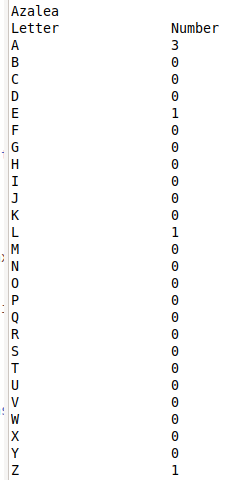 Azalea
Letter Number
A 3
B 0
C 0
D 0
E 1
F 0
G 0
H 0
I 0
J 0
K 0
L 1
M 0
N 0
O 0
P 0
Q 0
R 0
S 0
T 0
U 0
V 0
W 0
X 0
Y 0
Z 1